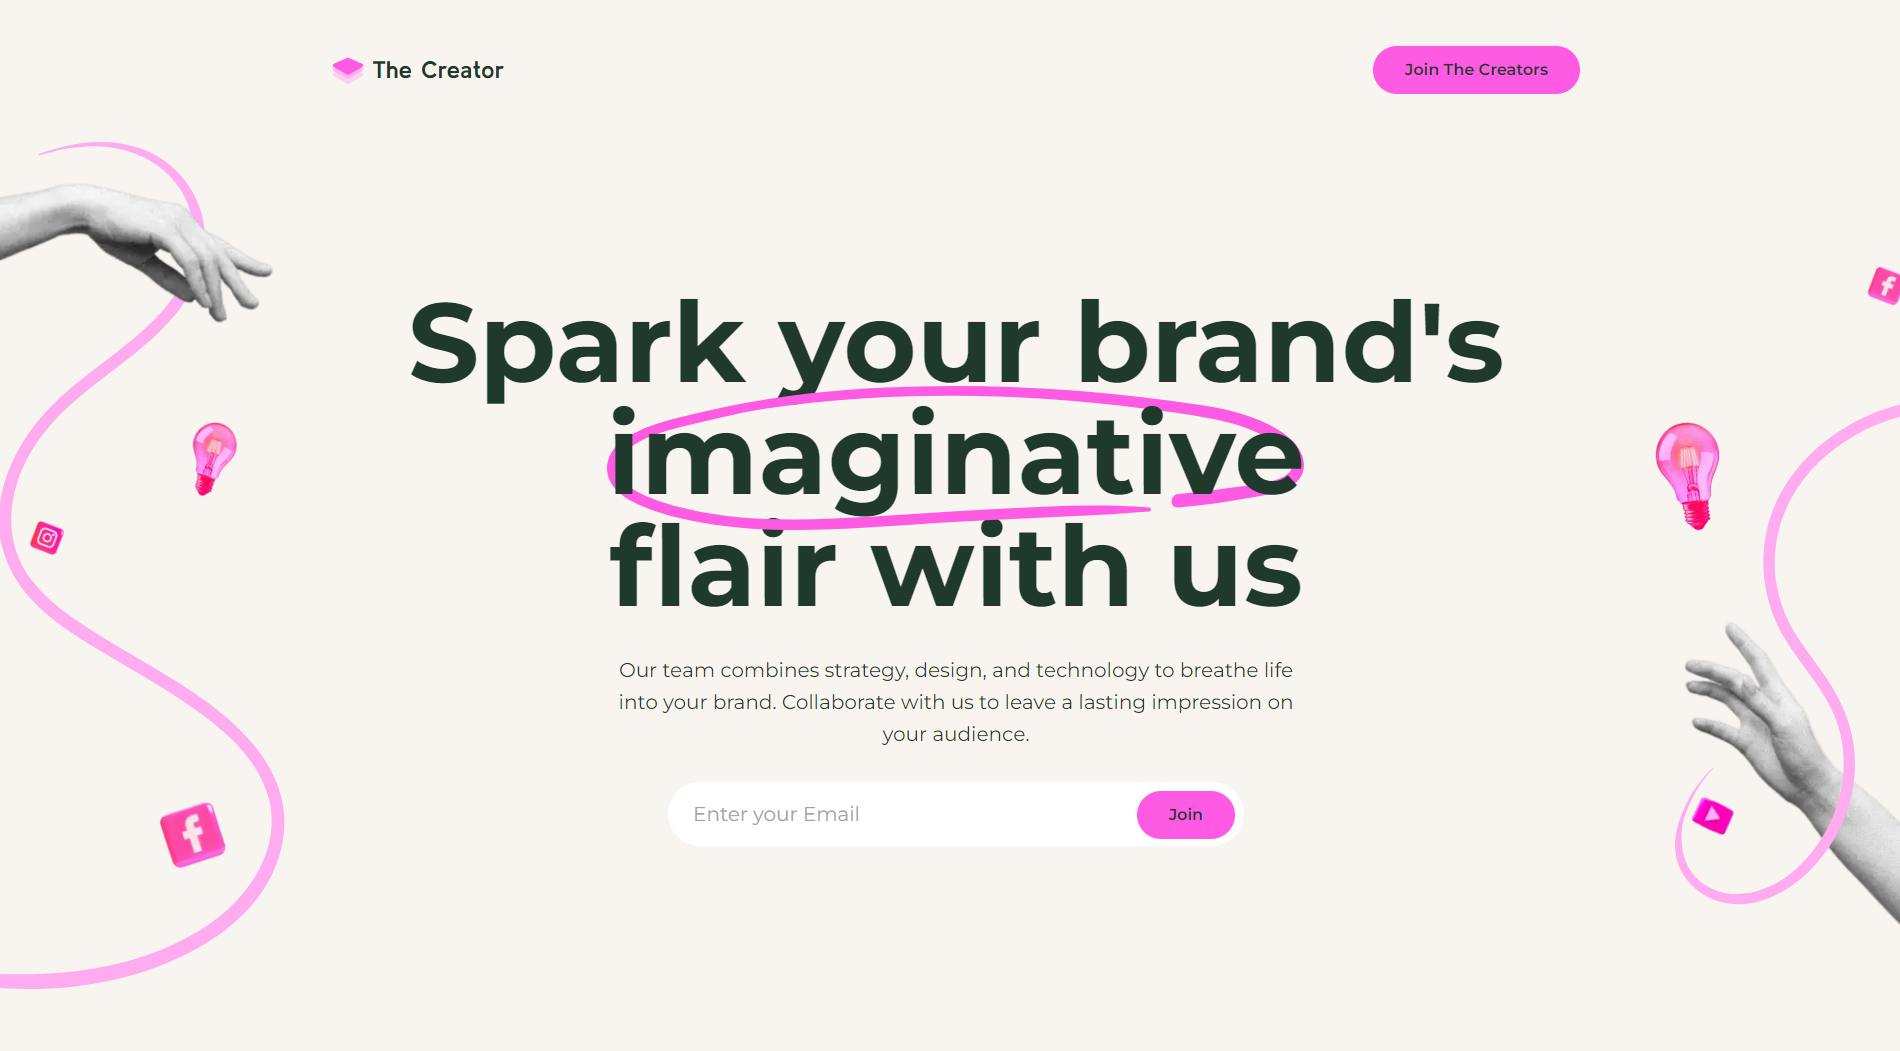 The Creator
Join The Creators
Spark your brand's
imaginative
flair with us
Our team combines strategy, design, and technology to breathe life
into your brand. Collaborate with us to leave a lasting impression on
your audience.
Enter your Email
Join